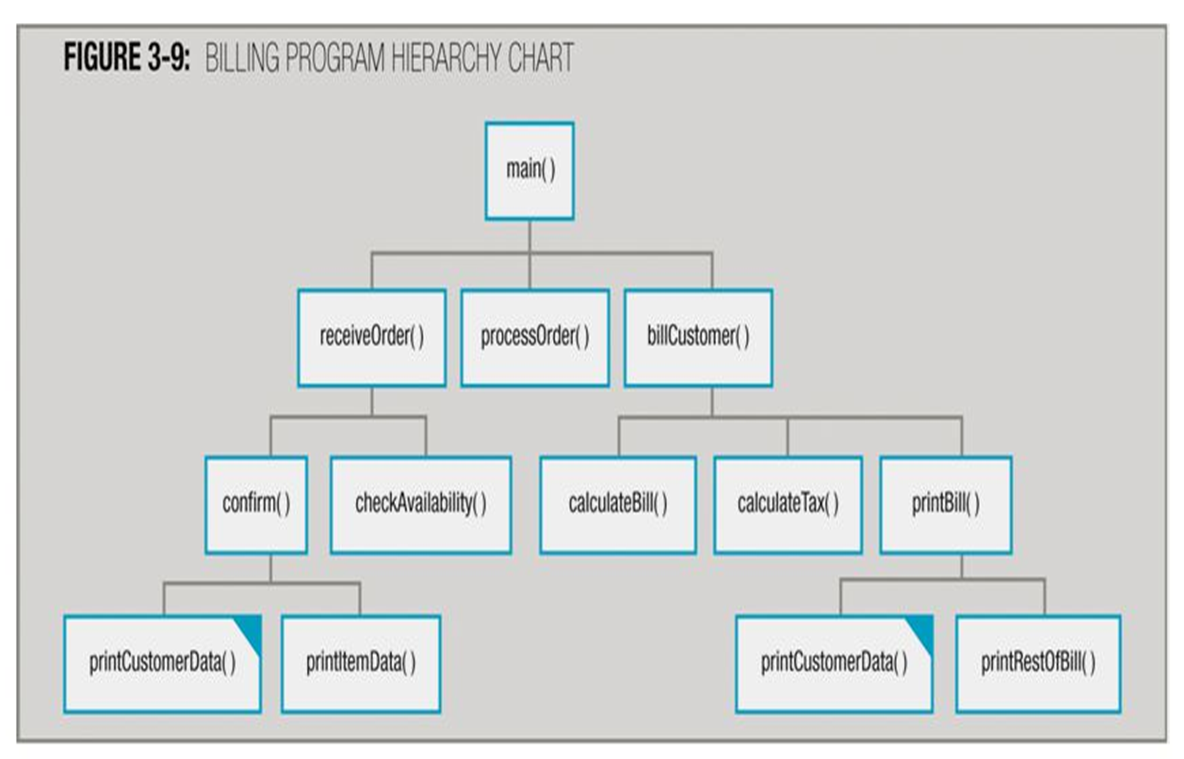 FIGURE 3-9: BILLING PROGRAM HIERARCHY CHART
main( )
receiveOrder( )
processOrder( )
billCustomer( )
confirm( )
checkAvailability( )
calculateBill( )
calculateTax( )
printBill( )
printCustomerData( )
printItemData( )
printCustomerData( )
printRestOfBill( )